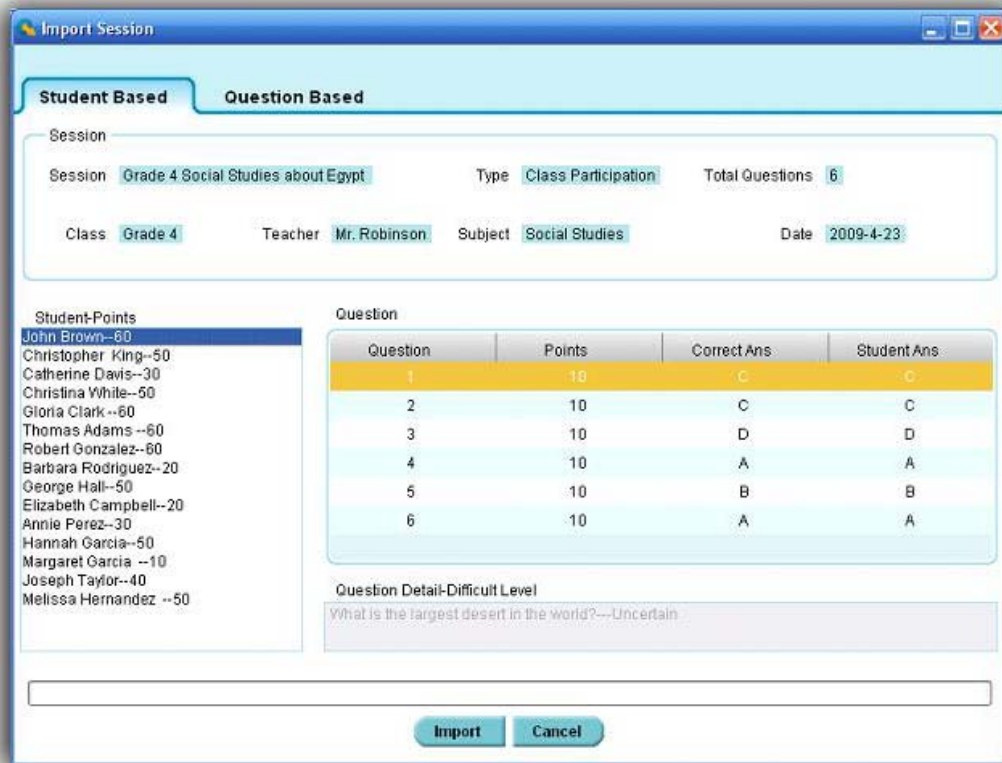 Import Session
Student Based Question Based
Session
Session Grade 4 Social Studies about Egypt Type Class Participation Total Questions 6
Class Grade 4 Teacher Mr. Robinson Subject Social Studies Date 2009-4-23
Student-Points
John Brown--60
Christopher King--50
Catherine Davis--30
Christina White--50
Gloria Clark --60
Thomas Adams --60
Robert Gonzalez--60
Barbara Rodriguez--20
George Hall--50
Elizabeth Campbell--20
Annie Perez--30
Hannah Garcia--50
Margaret Garcia --10
Joseph Taylor--40
Melissa Hernandez --50
Question
Question Points Correct Ans Student Ans
1 10 C C
2 10 C C
3 10 D D
4 10 A A
5 10 B B
6 10 A A
Question Detail-Difficult Level
What is the largest desert in the world?---Uncertain
Import Cancel